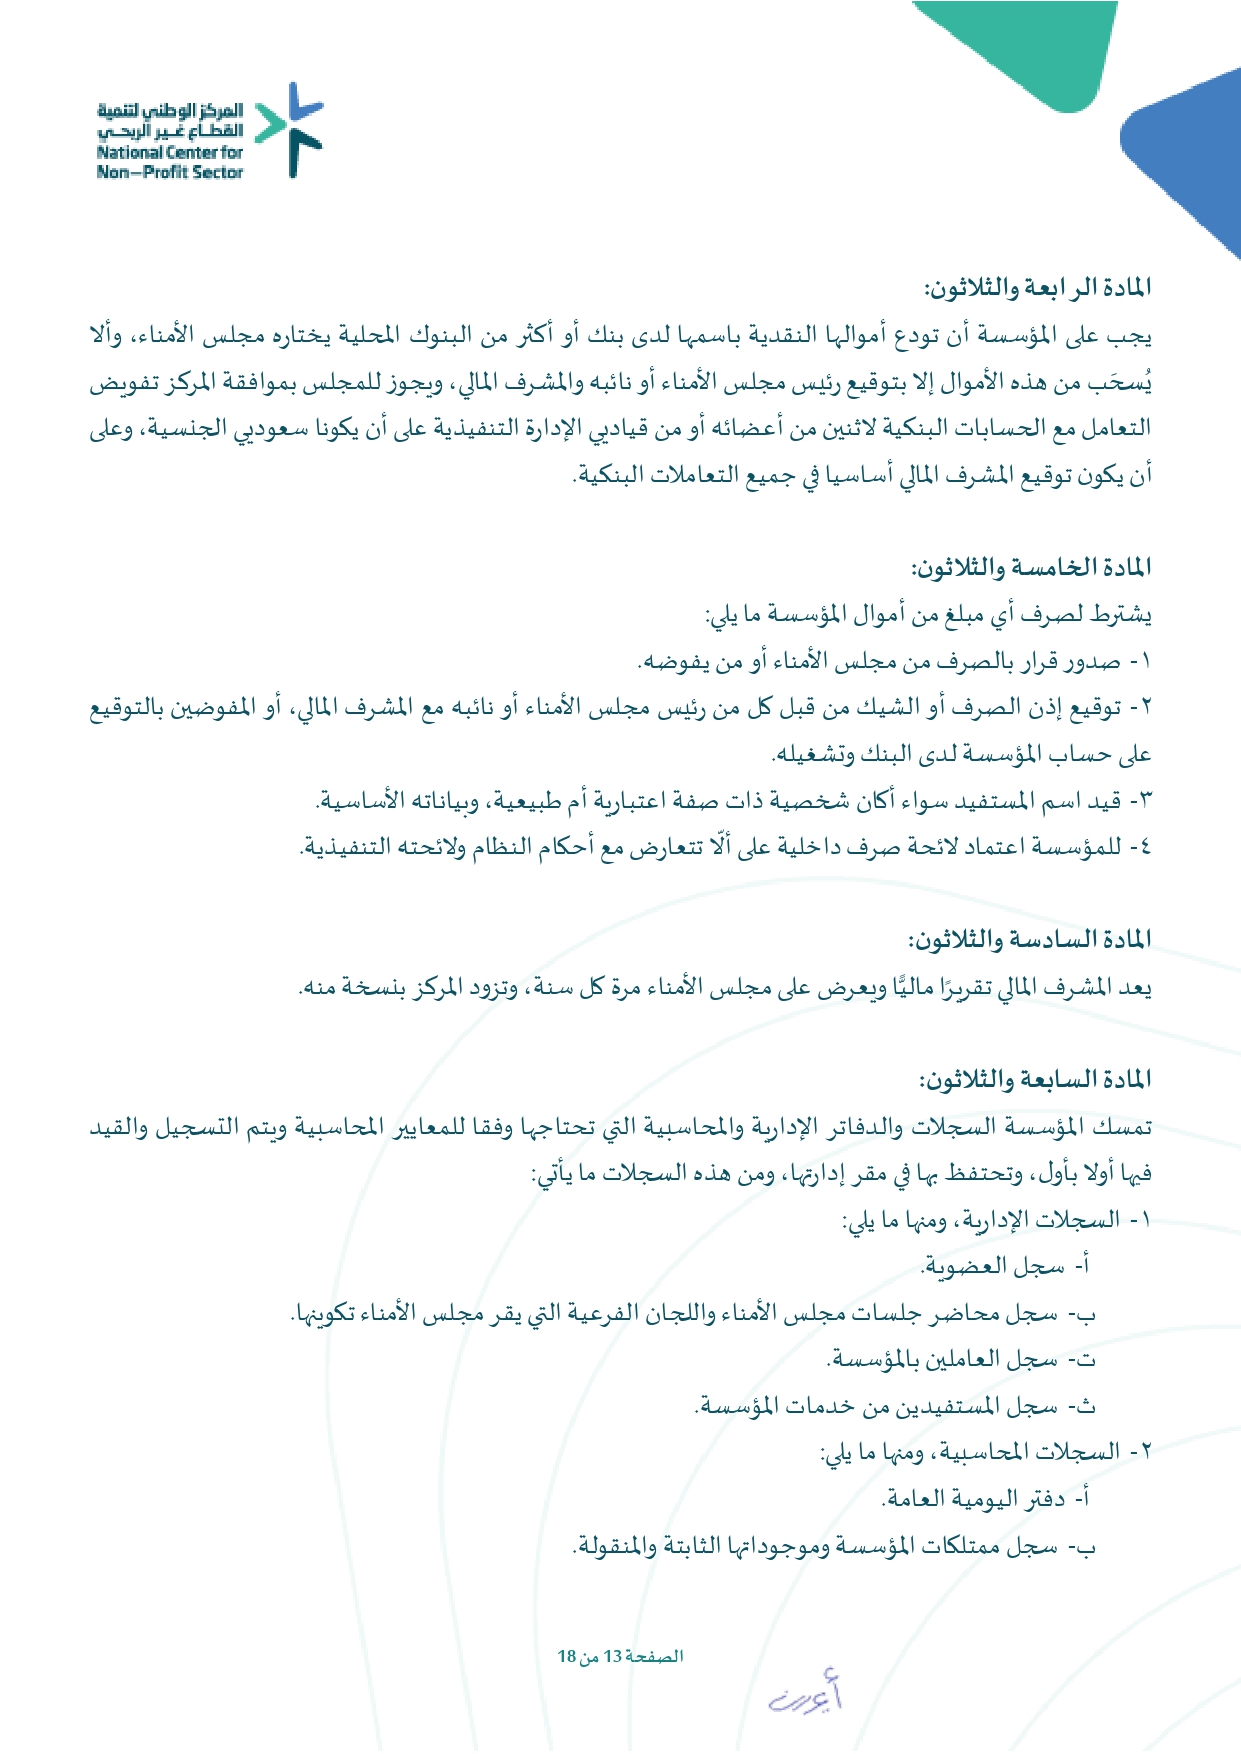 المركز الوطني لتنمية
القطاع غير الربحي
National Center for
Non–Profit Sector
المادة الرابعة والثلاثون:
يجب على المؤسسة أن تودع أموالها النقدية باسمها لدى بنك أو أكثر من البنوك المحلية يختاره مجلس الأمناء، وألا
يُسحَب من هذه الأموال إلا بتوقيع رئيس مجلس الأمناء أو نائبه والمشرف المالي، ويجوز للمجلس بموافقة المركز تفويض
التعامل مع الحسابات البنكية لاثنين من أعضائه أو من قياديي الإدارة التنفيذية على أن يكونا سعوديي الجنسية، وعلى
أن يكون توقيع المشرف المالي أساسيا في جميع التعاملات البنكية.
المادة الخامسة والثلاثون:
يشترط لصرف أي مبلغ من أموال المؤسسة ما يلي:
١- صدور قرار بالصرف من مجلس الأمناء أو من يفوضه.
٢- توقيع إذن الصرف أو الشيك من قبل كل من رئيس مجلس الأمناء أو نائبه مع المشرف المالي، أو المفوضين بالتوقيع
على حساب المؤسسة لدى البنك وتشغيله.
٣- قيد اسم المستفيد سواء أكان شخصية ذات صفة اعتبارية أم طبيعية، وبياناته الأساسية.
٤- للمؤسسة اعتماد لائحة صرف داخلية على ألّا تتعارض مع أحكام النظام ولائحته التنفيذية.
المادة السادسة والثلاثون:
يعد المشرف المالي تقريرًا ماليًّا ويعرض على مجلس الأمناء مرة كل سنة، وتزود المركز بنسخة منه.
المادة السابعة والثلاثون:
تمسك المؤسسة السجلات والدفاتر الإدارية والمحاسبية التي تحتاجها وفقا للمعايير المحاسبية ويتم التسجيل والقيد
فيها أولا بأول، وتحتفظ بها في مقر إدارتها، ومن هذه السجلات ما يأتي:
١- السجلات الإدارية، ومنها ما يلي:
أ- سجل العضوية.
ب- سجل محاضر جلسات مجلس الأمناء واللجان الفرعية التي يقر مجلس الأمناء تكوينها.
ت- سجل العاملين بالمؤسسة.
ث- سجل المستفيدين من خدمات المؤسسة.
٢- السجلات المحاسبية، ومنها ما يلي:
أ- دفتر اليومية العامة.
ب- سجل ممتلكات المؤسسة وموجوداتها الثابتة والمنقولة.
الصفحة 13 من 18